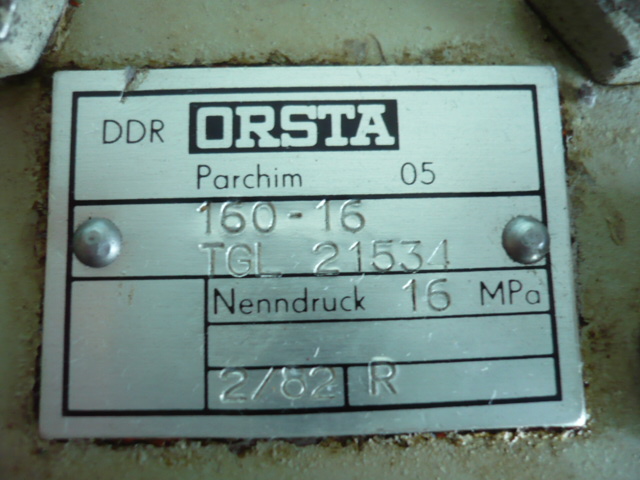 DDR ORSTA
Parchim 05
160-16
TGL 21534
Nenndruck 16 MPa
2/82 R